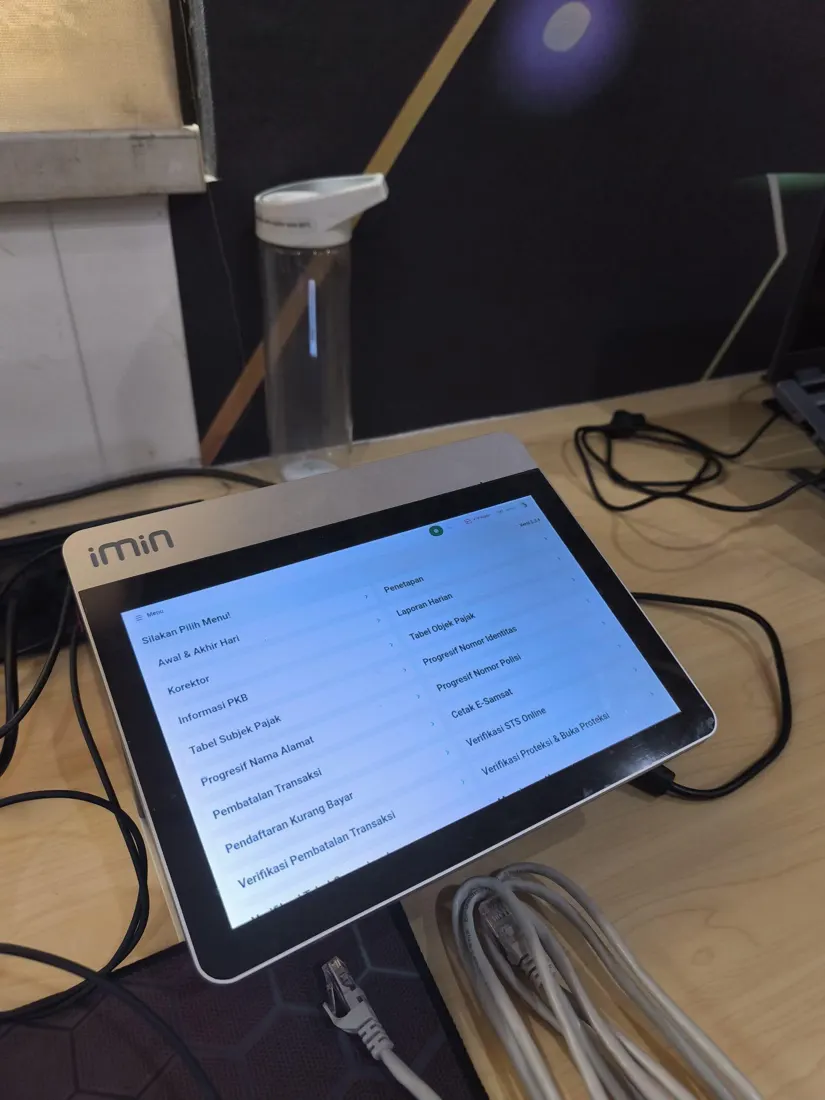 imin
Menu
Silakan Pilih Menu!
Awal & Akhir Hari
Korektor
Informasi PKB
Tabel Subjek Pajak
Progresif Nama Alamat
Pembatalan Transaksi
Pendaftaran Kurang Bayar
Verifikasi Pembatalan Transaksi
Penetapan
Laporan Harian
Tabel Objek Pajak
Progresif Nomor Identitas
Progresif Nomor Polisi
Cetak E-Samsat
Verifikasi STS Online
Verifikasi Proteksi & Buka Proteksi